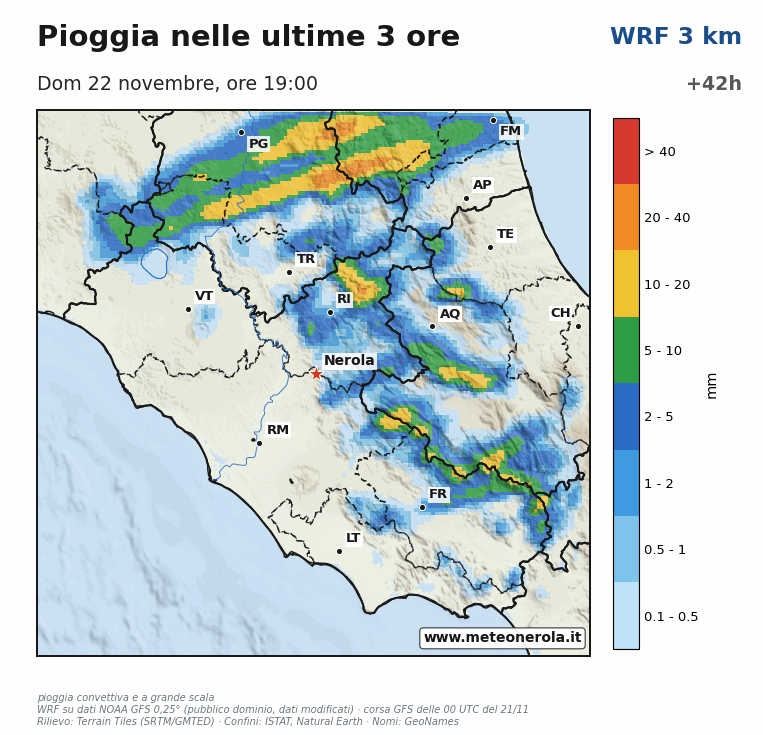 Pioggia nelle ultime 3 ore
WRF 3 km
Dom 22 novembre, ore 19:00
+42h
PG
FM
AP
TE
TR
VT
RI
AQ
CH
Nerola
RM
FR
LT
www.meteonerola.it
> 40
20 - 40
10 - 20
5 - 10
2 - 5
1 - 2
0.5 - 1
0.1 - 0.5
mm
pioggia convettiva e a grande scala
WRF su dati NOAA GFS 0,25° (pubblico dominio, dati modificati) · corsa GFS delle 00 UTC del 21/11
Rilievo: Terrain Tiles (SRTM/GMTED) · Confini: ISTAT, Natural Earth · Nomi: GeoNames